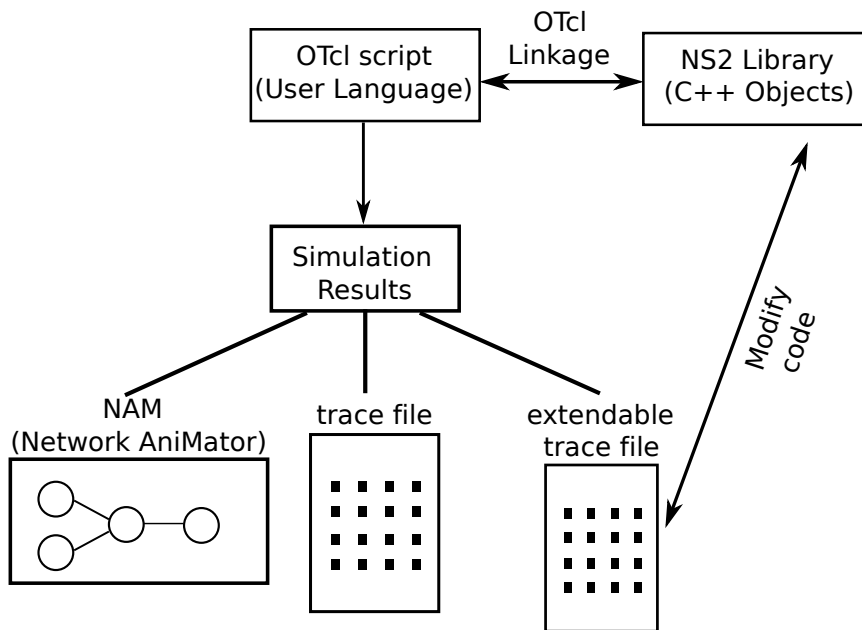 OTcl script
(User Language)
OTcl
Linkage
NS2 Library
(C++ Objects)
Simulation
Results
Modify
code
NAM
(Network AniMator)
trace file
extendable
trace file